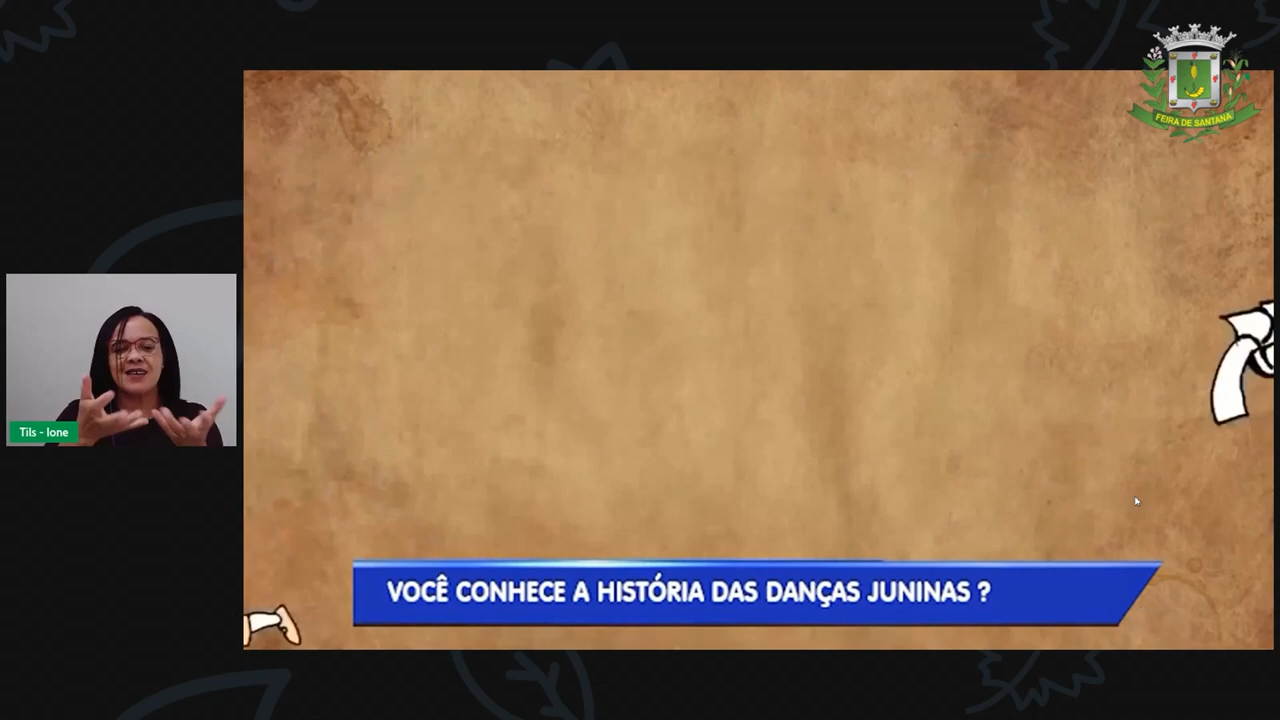 FEIRA DE SANTANA
Tils - Ione
VOCÊ CONHECE A HISTÓRIA DAS DANÇAS JUNINAS ?